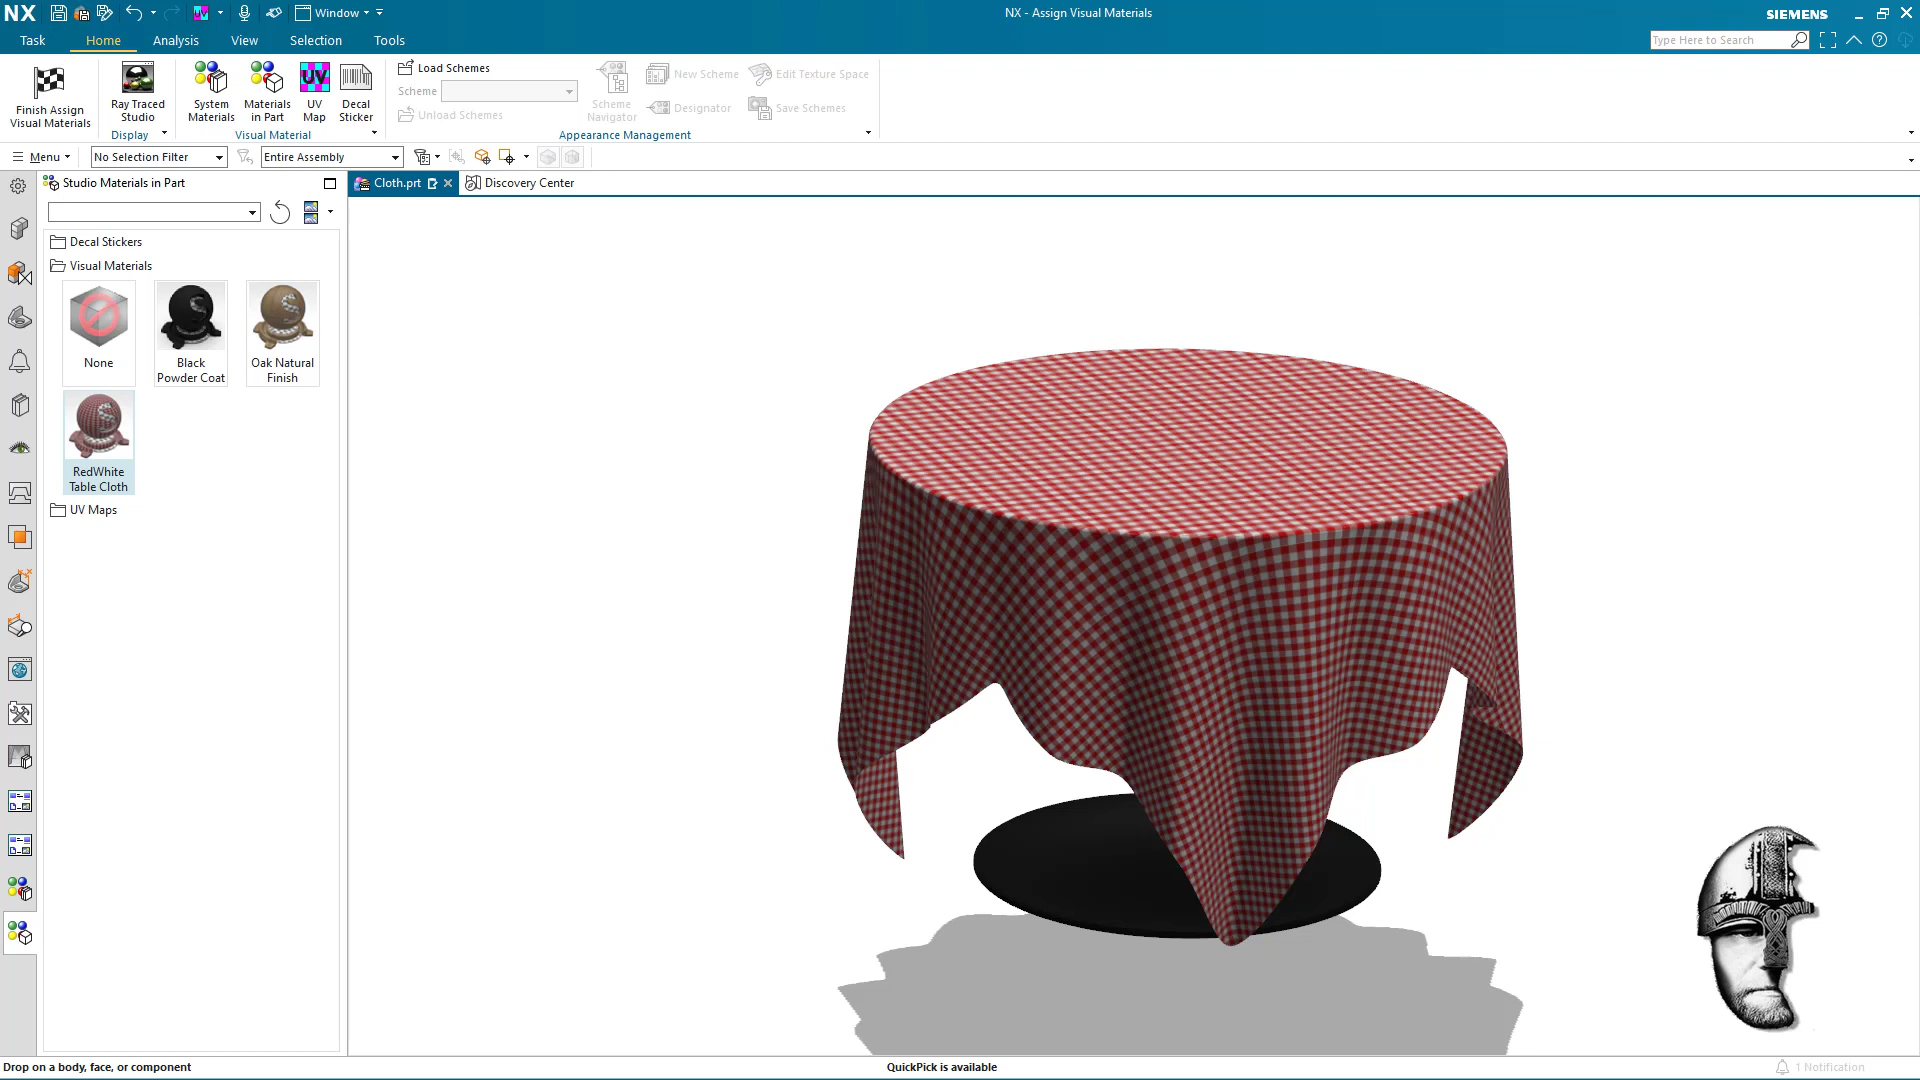 NX
Window
NX - Assign Visual Materials
SIEMENS
Task
Home
Analysis
View
Selection
Tools
Type Here to Search
Finish Assign
Visual Materials
Ray Traced
Studio
Display
System
Materials
Materials
in Part
UV
UV
Map
Decal
Sticker
Visual Material
Load Schemes
Scheme
Unload Schemes
Scheme
Navigator
New Scheme
Designator
Edit Texture Space
Save Schemes
Appearance Management
Menu
No Selection Filter
Entire Assembly
Studio Materials in Part
Cloth.prt
Discovery Center
Decal Stickers
Visual Materials
None
Black
Powder Coat
Oak Natural
Finish
RedWhite
Table Cloth
UV Maps
Drop on a body, face, or component
QuickPick is available
1 Notification